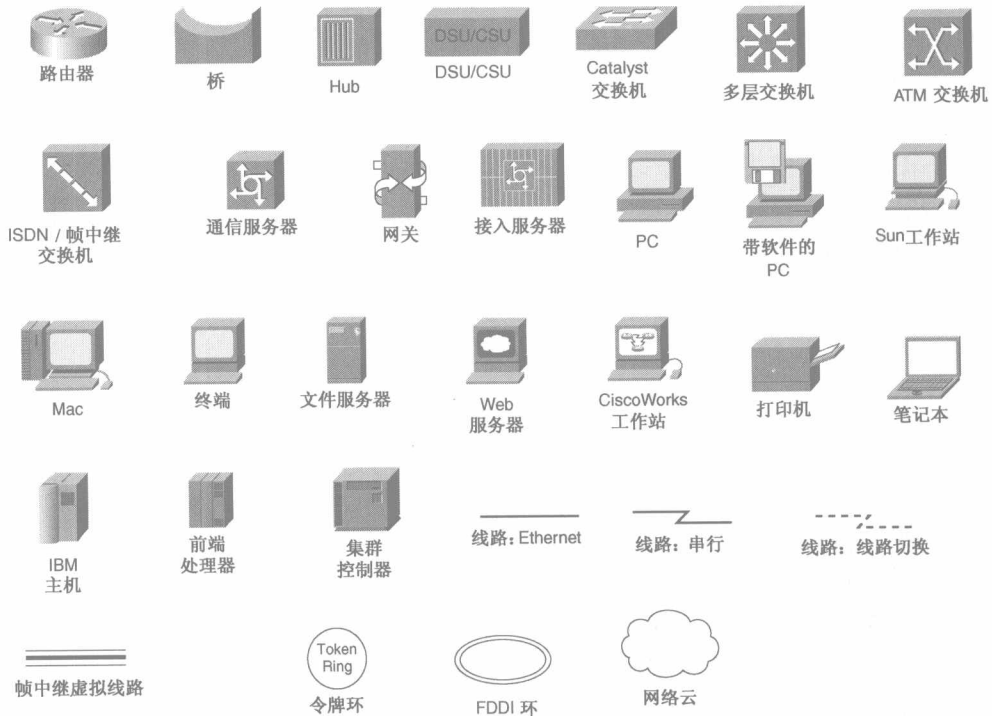 DSU/CSU
路由器
桥
Hub
DSU/CSU
Catalyst
交换机
多层交换机
ATM 交换机
ISDN / 帧中继
交换机
通信服务器
网关
接入服务器
PC
带软件的
PC
Sun工作站
Mac
终端
文件服务器
Web
服务器
CiscoWorks
工作站
打印机
笔记本
IBM
主机
前端
处理器
集群
控制器
线路: Ethernet
线路: 串行
线路: 线路切换
帧中继虚拟线路
Token
Ring
令牌环
FDDI 环
网络云